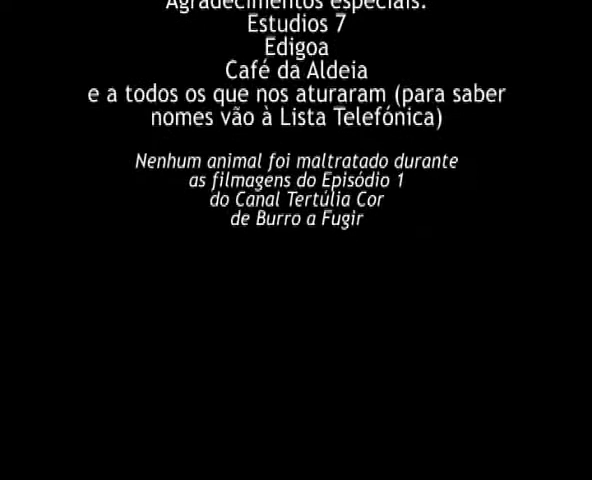 Agradecimentos especiais:
Estudios 7
Edigoa
Café da Aldeia
e a todos os que nos aturaram (para saber
nomes vão à Lista Telefónica)
Nenhum animal foi maltratado durante
as filmagens do Episódio 1
do Canal Tertúlia Cor
de Burro a Fugir